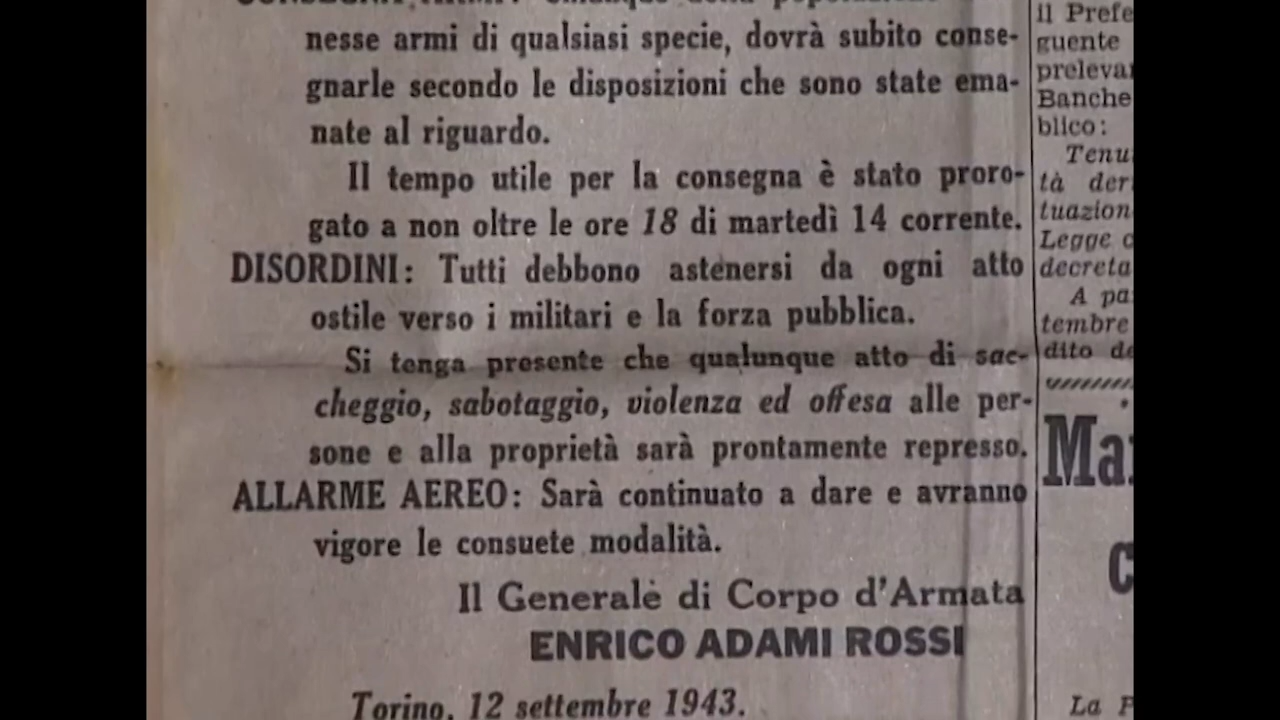 nesse armi di qualsiasi specie, dovrà subito conse-
gnarle secondo le disposizioni che sono state ema-
nate al riguardo.
Il tempo utile per la consegna è stato proro-
gato a non oltre le ore 18 di martedì 14 corrente.
DISORDINI: Tutti debbono astenersi da ogni atto
ostile verso i militari e la forza pubblica.
Si tenga presente che qualunque atto di sac-
cheggio, sabotaggio, violenza ed offesa alle per-
sone e alla proprietà sarà prontamente represso.
ALLARME AEREO: Sarà continuato a dare e avranno
vigore le consuete modalità.
Il Generale di Corpo d'Armata
ENRICO ADAMI ROSSI
Torino, 12 settembre 1943.
il Prefe
guente
preleva
Banche
blico:
Tenu
tà der
tuazion
Legge
decreta
A pa
tembre
dito de
Ma
La